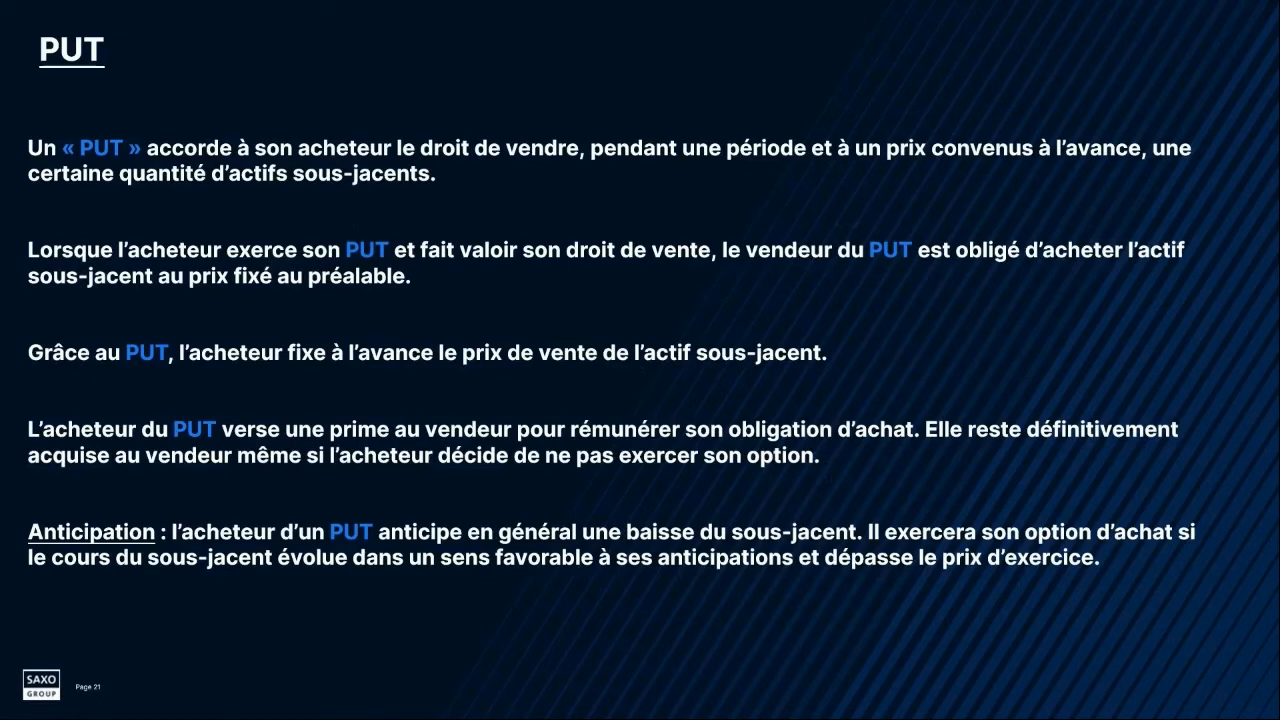 PUT
Un « PUT » accorde à son acheteur le droit de vendre, pendant une période et à un prix convenus à l’avance, une
certaine quantité d’actifs sous-jacents.
Lorsque l’acheteur exerce son PUT et fait valoir son droit de vente, le vendeur du PUT est obligé d’acheter l’actif
sous-jacent au prix fixé au préalable.
Grâce au PUT, l’acheteur fixe à l’avance le prix de vente de l’actif sous-jacent.
L’acheteur du PUT verse une prime au vendeur pour rémunérer son obligation d’achat. Elle reste définitivement
acquise au vendeur même si l’acheteur décide de ne pas exercer son option.
Anticipation : l’acheteur d’un PUT anticipe en général une baisse du sous-jacent. Il exercera son option d’achat si
le cours du sous-jacent évolue dans un sens favorable à ses anticipations et dépasse le prix d’exercice.
SAXO
GROUP
Page 21